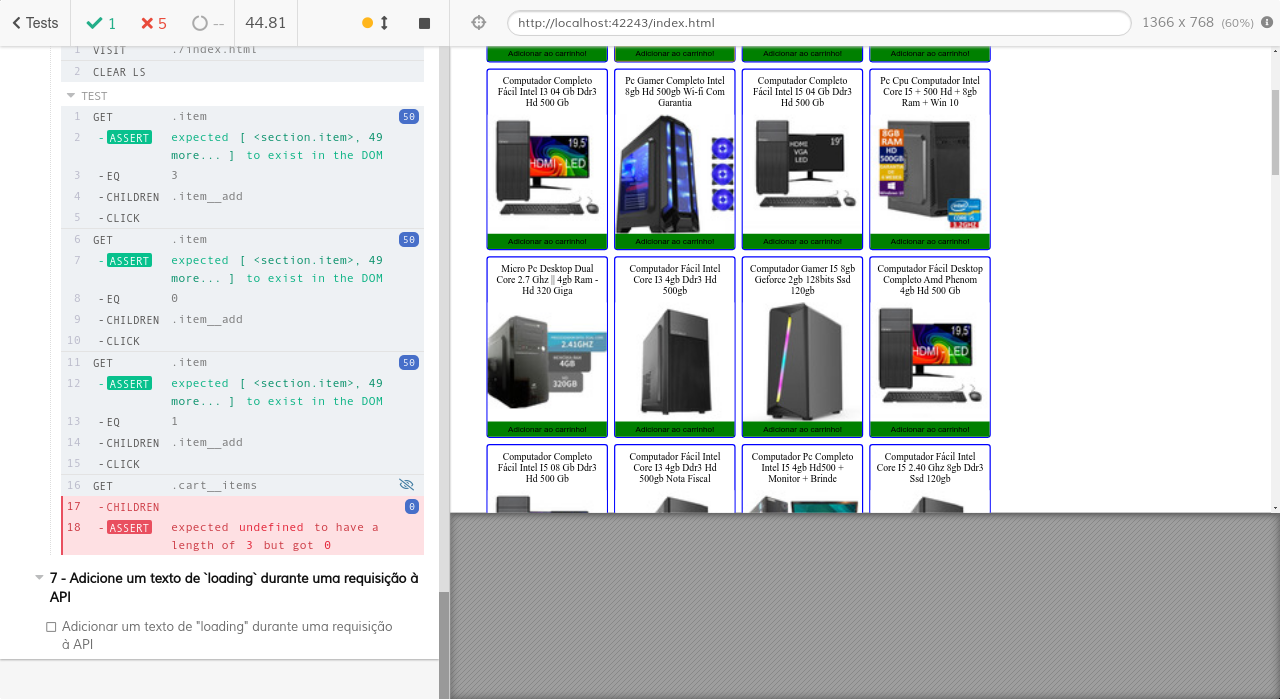 Tests
1
5
--
44.81
http://localhost:42243/index.html
1366 x 768 (60%)
1 VISIT ./index.html
2 CLEAR LS
TEST
1 GET .item 50
2 -ASSERT expected [ <section.item>, 49
more... ] to exist in the DOM
3 -EQ 3
4 -CHILDREN .item__add
5 -CLICK
6 GET .item 50
7 -ASSERT expected [ <section.item>, 49
more... ] to exist in the DOM
8 -EQ 0
9 -CHILDREN .item__add
10 -CLICK
11 GET .item 50
12 -ASSERT expected [ <section.item>, 49
more... ] to exist in the DOM
13 -EQ 1
14 -CHILDREN .item__add
15 -CLICK
16 GET .cart__items
17 -CHILDREN 0
18 -ASSERT expected undefined to have a
length of 3 but got 0
7 - Adicione um texto de `loading` durante uma requisição à
API
Adicionar um texto de "loading" durante uma requisição
à API
Adicionar ao carrinho!
Adicionar ao carrinho!
Adicionar ao carrinho!
Adicionar ao carrinho!
Computador Completo
Fácil Intel I3 04 Gb Ddr3
Hd 500 Gb
19,5'
HDMI - LED
Adicionar ao carrinho!
Pc Gamer Completo Intel
8gb Hd 500gb Wi-fi Com
Garantia
Adicionar ao carrinho!
Computador Completo
Fácil Intel I5 04 Gb Ddr3
Hd 500 Gb
HDMI
VGA
LED
19'
Adicionar ao carrinho!
Pc Cpu Computador Intel
Core I5 + 500 Hd + 8gb
Ram + Win 10
8GB
RAM
HD
500GB
3.2GHZ
Adicionar ao carrinho!
Micro Pc Desktop Dual
Core 2.7 Ghz || 4gb Ram -
Hd 320 Giga
2.41GHZ
4GB
HD
320GB
Adicionar ao carrinho!
Computador Fácil Intel
Core I3 4gb Ddr3 Hd
500gb
Adicionar ao carrinho!
Computador Gamer I5 8gb
Geforce 2gb 128bits Ssd
120gb
Adicionar ao carrinho!
Computador Fácil Desktop
Completo Amd Phenom
4gb Hd 500 Gb
19,5'
HDMI - LED
Adicionar ao carrinho!
Computador Completo
Fácil Intel I5 08 Gb Ddr3
Hd 500 Gb
Computador Fácil Intel
Core I3 4gb Ddr3 Hd
500gb Nota Fiscal
Computador Pc Completo
Intel I5 4gb Hd500 +
Monitor + Brinde
Computador Fácil Intel
Core I5 2.40 Ghz 8gb Ddr3
Ssd 120gb